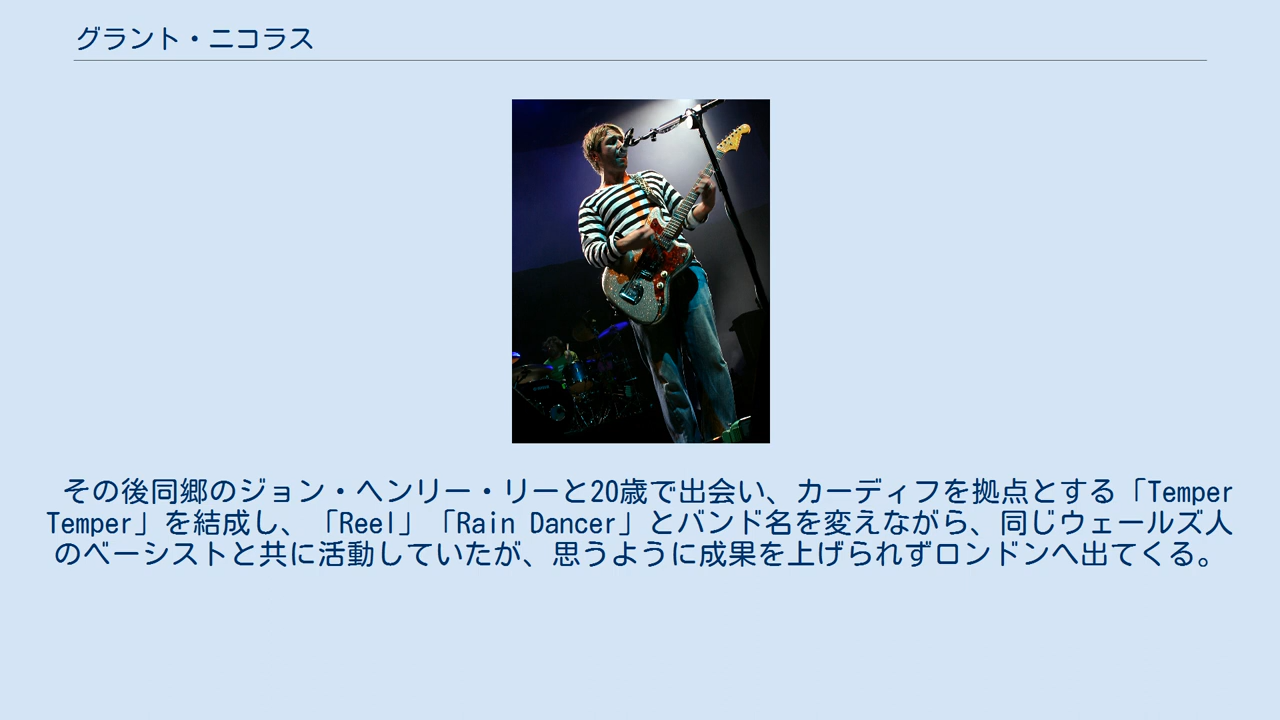 グラント・ニコラス
その後同郷のジョン・ヘンリー・リーと20歳で出会い、カーディフを拠点とする「Temper
Temper」を結成し、「Reel」「Rain Dancer」とバンド名を変えながら、同じウェールズ人
のベーシストと共に活動していたが、思うように成果を上げられずロンドンへ出てくる。